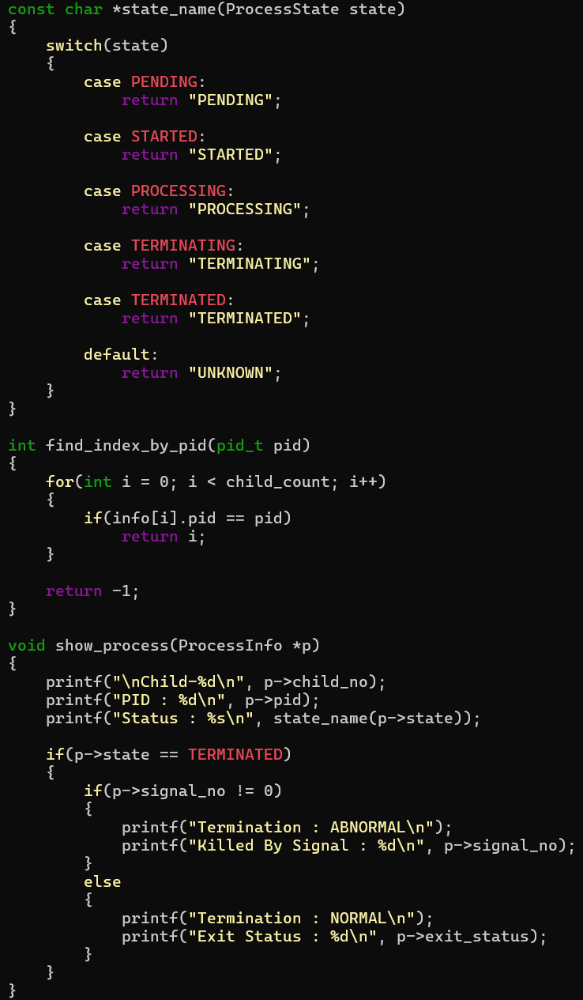 const char *state_name(ProcessState state)
{
    switch(state)
    {
        case PENDING:
            return "PENDING";

        case STARTED:
            return "STARTED";

        case PROCESSING:
            return "PROCESSING";

        case TERMINATING:
            return "TERMINATING";

        case TERMINATED:
            return "TERMINATED";

        default:
            return "UNKNOWN";
    }
}

int find_index_by_pid(pid_t pid)
{
    for(int i = 0; i < child_count; i++)
    {
        if(info[i].pid == pid)
            return i;
    }

    return -1;
}

void show_process(ProcessInfo *p)
{
    printf("\nChild-%d\n", p->child_no);
    printf("PID : %d\n", p->pid);
    printf("Status : %s\n", state_name(p->state));

    if(p->state == TERMINATED)
    {
        if(p->signal_no != 0)
        {
            printf("Termination : ABNORMAL\n");
            printf("Killed By Signal : %d\n", p->signal_no);
        }
        else
        {
            printf("Termination : NORMAL\n");
            printf("Exit Status : %d\n", p->exit_status);
        }
    }
}